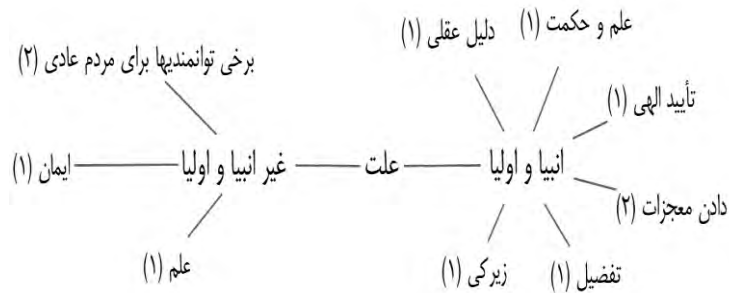 علم و حکمت (۱)
دلیل عقلی (۱)
برخی توانمندیها برای مردم عادی (۲)
تأیید الهی (۱)
انبیا و اولیا
علت
غیر انبیا و اولیا
ایمان (۱)
دادن معجزات (۲)
تفضیل (۱)
زیرکی (۱)
علم (۱)